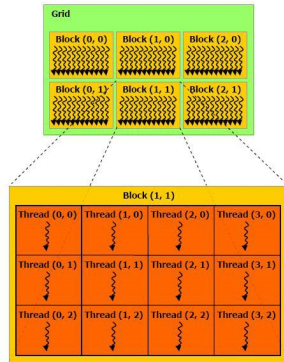 Grid
Block (0, 0) Block (1, 0) Block (2, 0)
Block (0, 1) Block (1, 1) Block (2, 1)
Block (1, 1)
Thread (0, 0) Thread (1, 0) Thread (2, 0) Thread (3, 0)
Thread (0, 1) Thread (1, 1) Thread (2, 1) Thread (3, 1)
Thread (0, 2) Thread (1, 2) Thread (2, 2) Thread (3, 2)